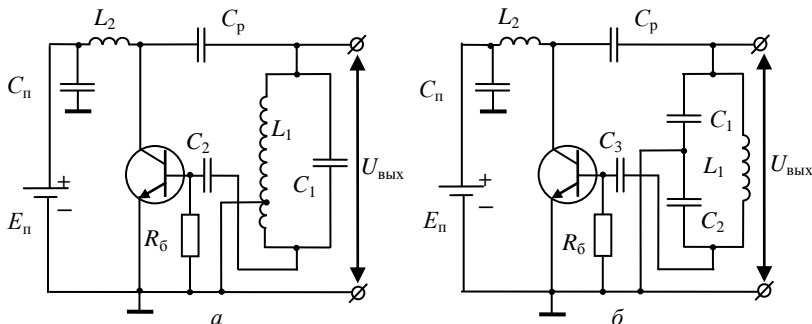 L₂
Cр
Cп
C₂
L₁
C₁
Uвых
+
−
Eп
Rб
а
L₂
Cр
Cп
C₃
C₁
L₁
C₂
Uвых
+
−
Eп
Rб
б